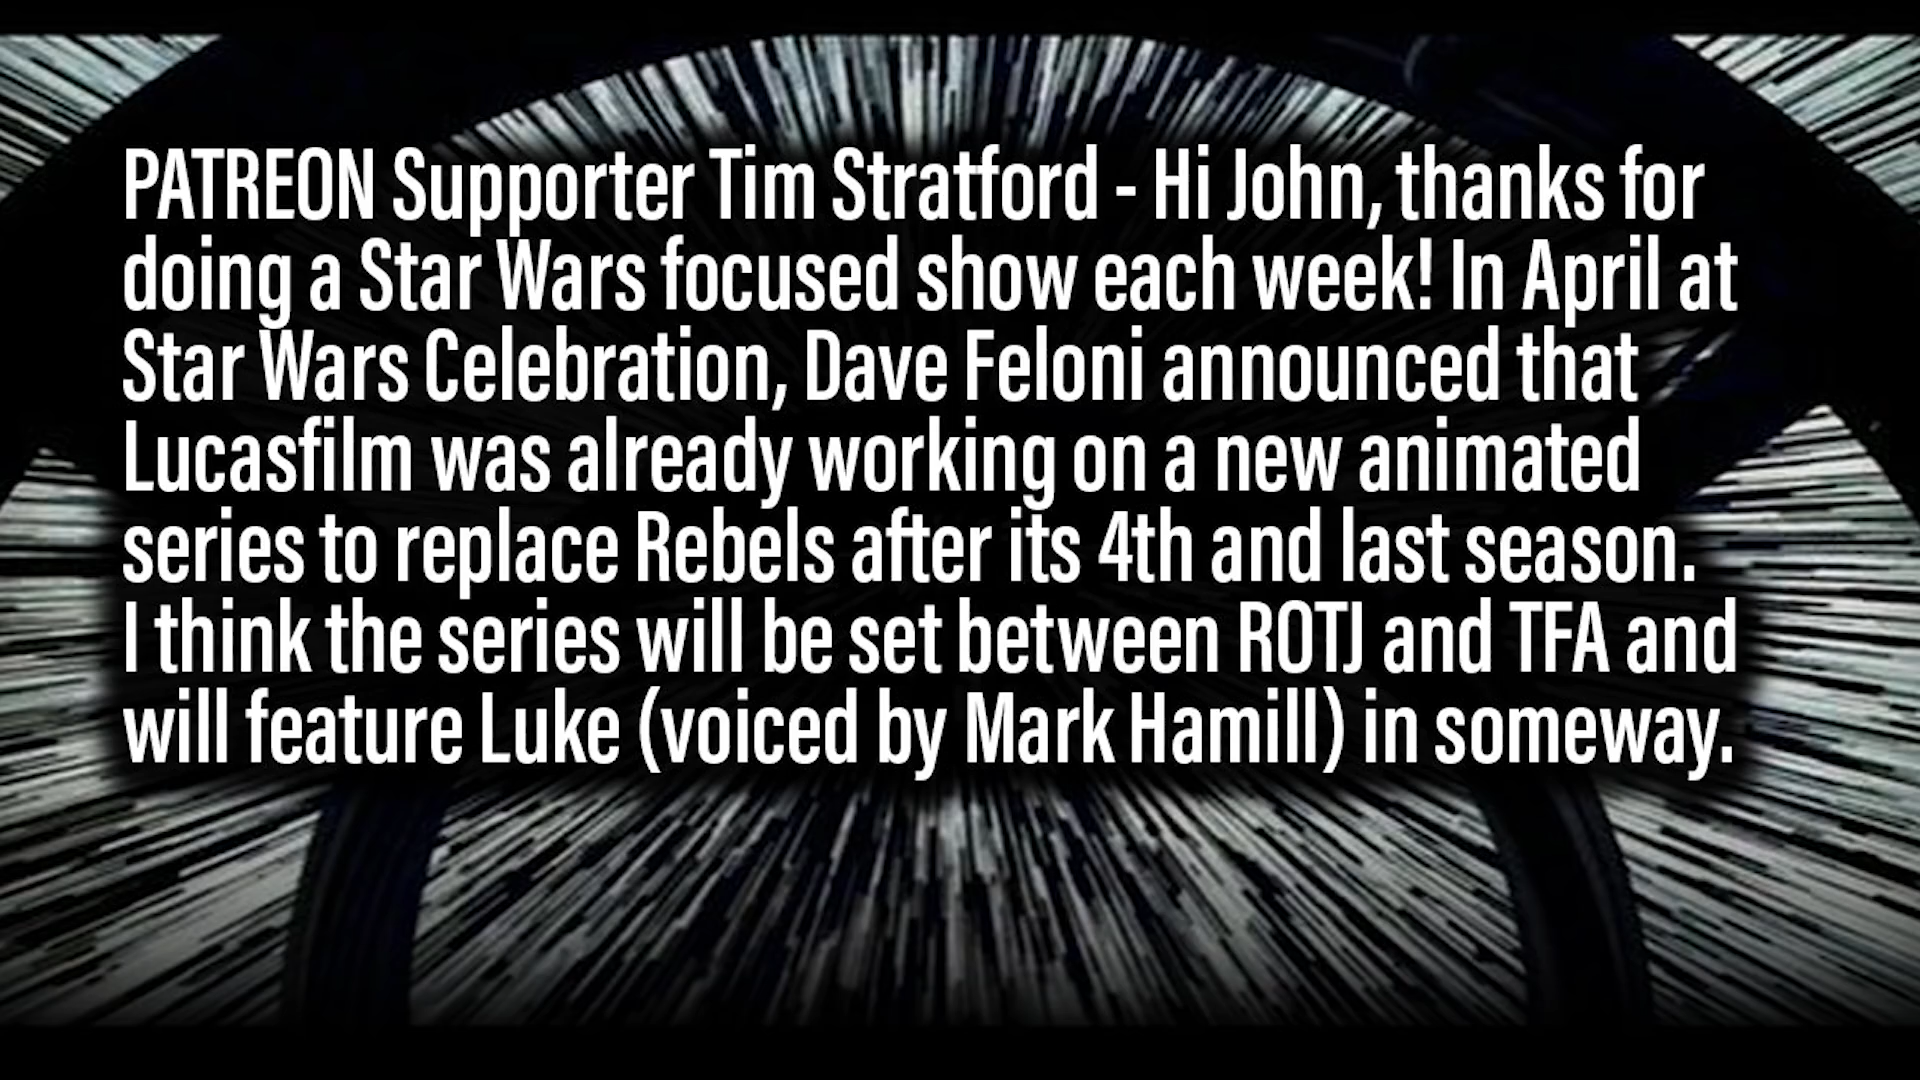 PATREON Supporter Tim Stratford - Hi John, thanks for
doing a Star Wars focused show each week! In April at
Star Wars Celebration, Dave Feloni announced that
Lucasfilm was already working on a new animated
series to replace Rebels after its 4th and last season.
I think the series will be set between ROTJ and TFA and
will feature Luke (voiced by Mark Hamill) in someway.